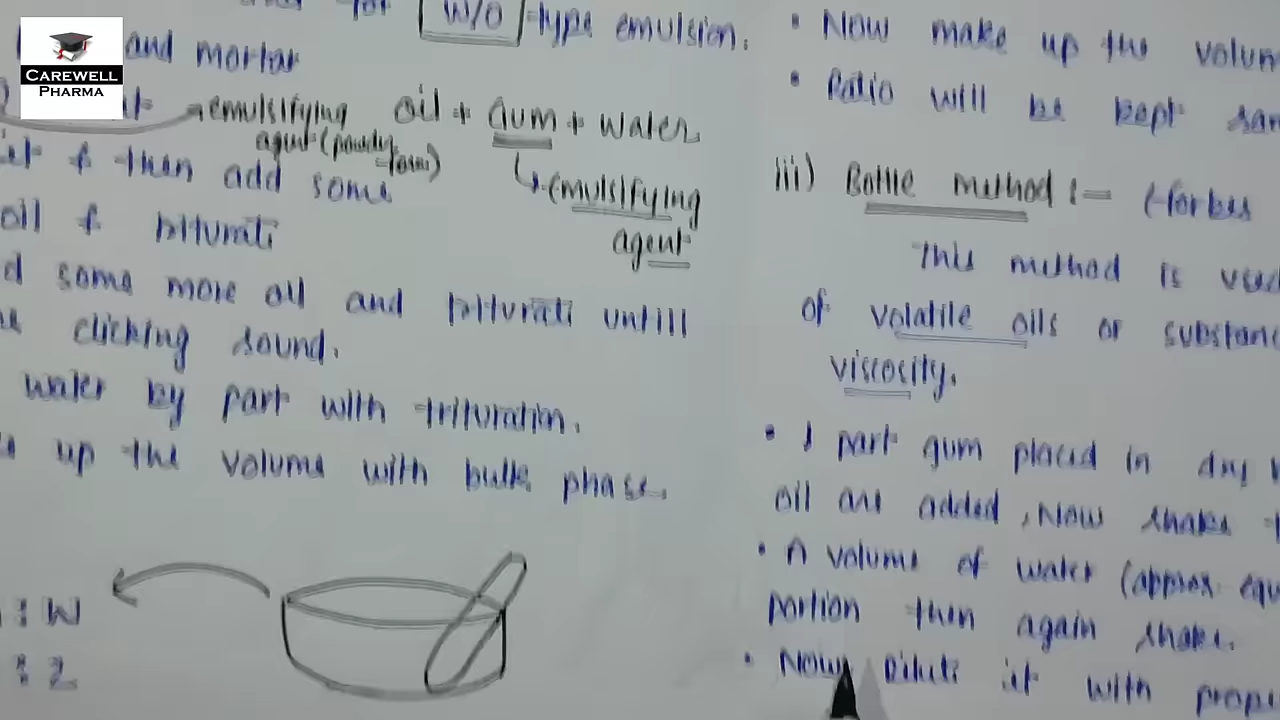 CAREWELL
PHARMA
for W/O type emulsion.
and mortar
emulsifying
agent (powder
form)
oil + Gum + water.
emulsifying
agent
it & then add some
oil & triturate
some more oil and triturate untill
clicking sound.
water by part with trituration.
up the volume with bulk phase.
: W
: 2
• Now make up the
• Ratio will be kept
iii) Bottle method :- (forbes
This method is used
of volatile oils or
viscosity.
• 1 part gum placed in dry
oil are added, Now shake
• A volume of water (approx.
portion then again shake.
• Now Dilute it with